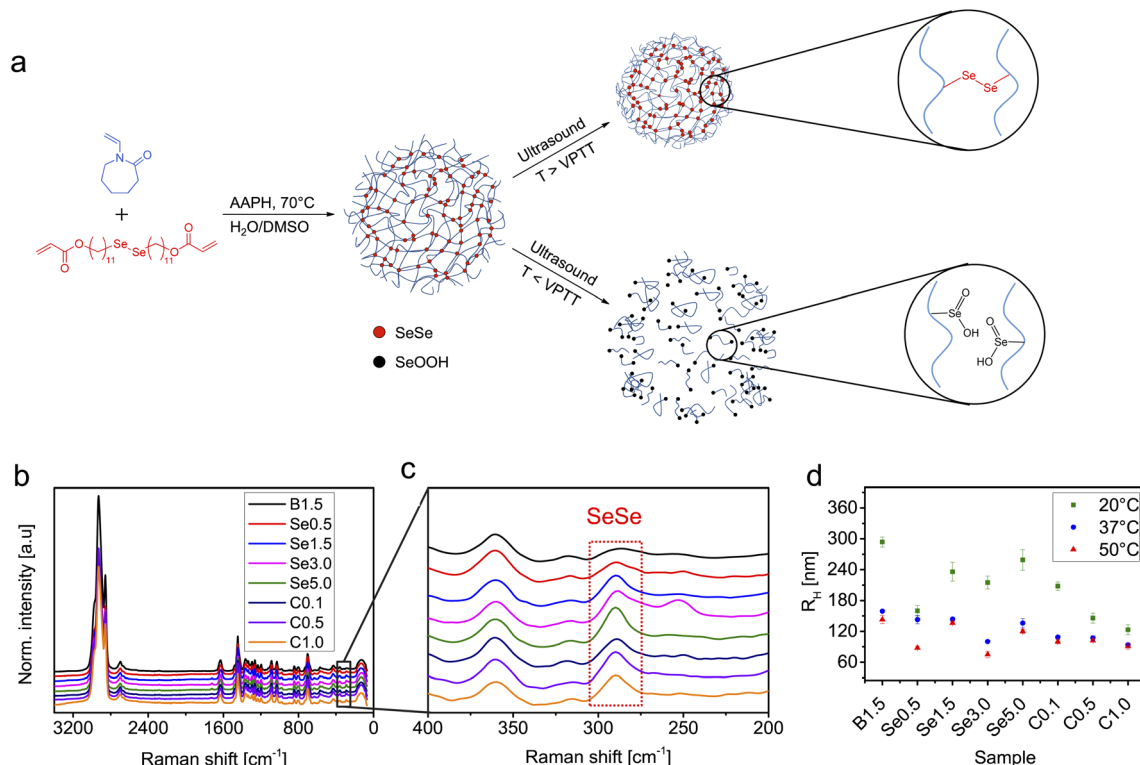 a
N
O
+
O
O
( )11
Se
Se
( )11
O
O
AAPH, 70°C
H2O/DMSO
Ultrasound
T > VPTT
Ultrasound
T < VPTT
SeSe
SeOOH
Se
Se
O
Se
OH
O
Se
HO
b
Norm. intensity [a.u]
B1.5
Se0.5
Se1.5
Se3.0
Se5.0
C0.1
C0.5
C1.0
3200 2400 1600 800 0
Raman shift [cm-1]
c
SeSe
400 350 300 250 200
Raman shift [cm-1]
d
RH [nm]
360
300
240
180
120
60
20°C
37°C
50°C
B1.5 Se0.5 Se1.5 Se3.0 Se5.0 C0.1 C0.5 C1.0
Sample